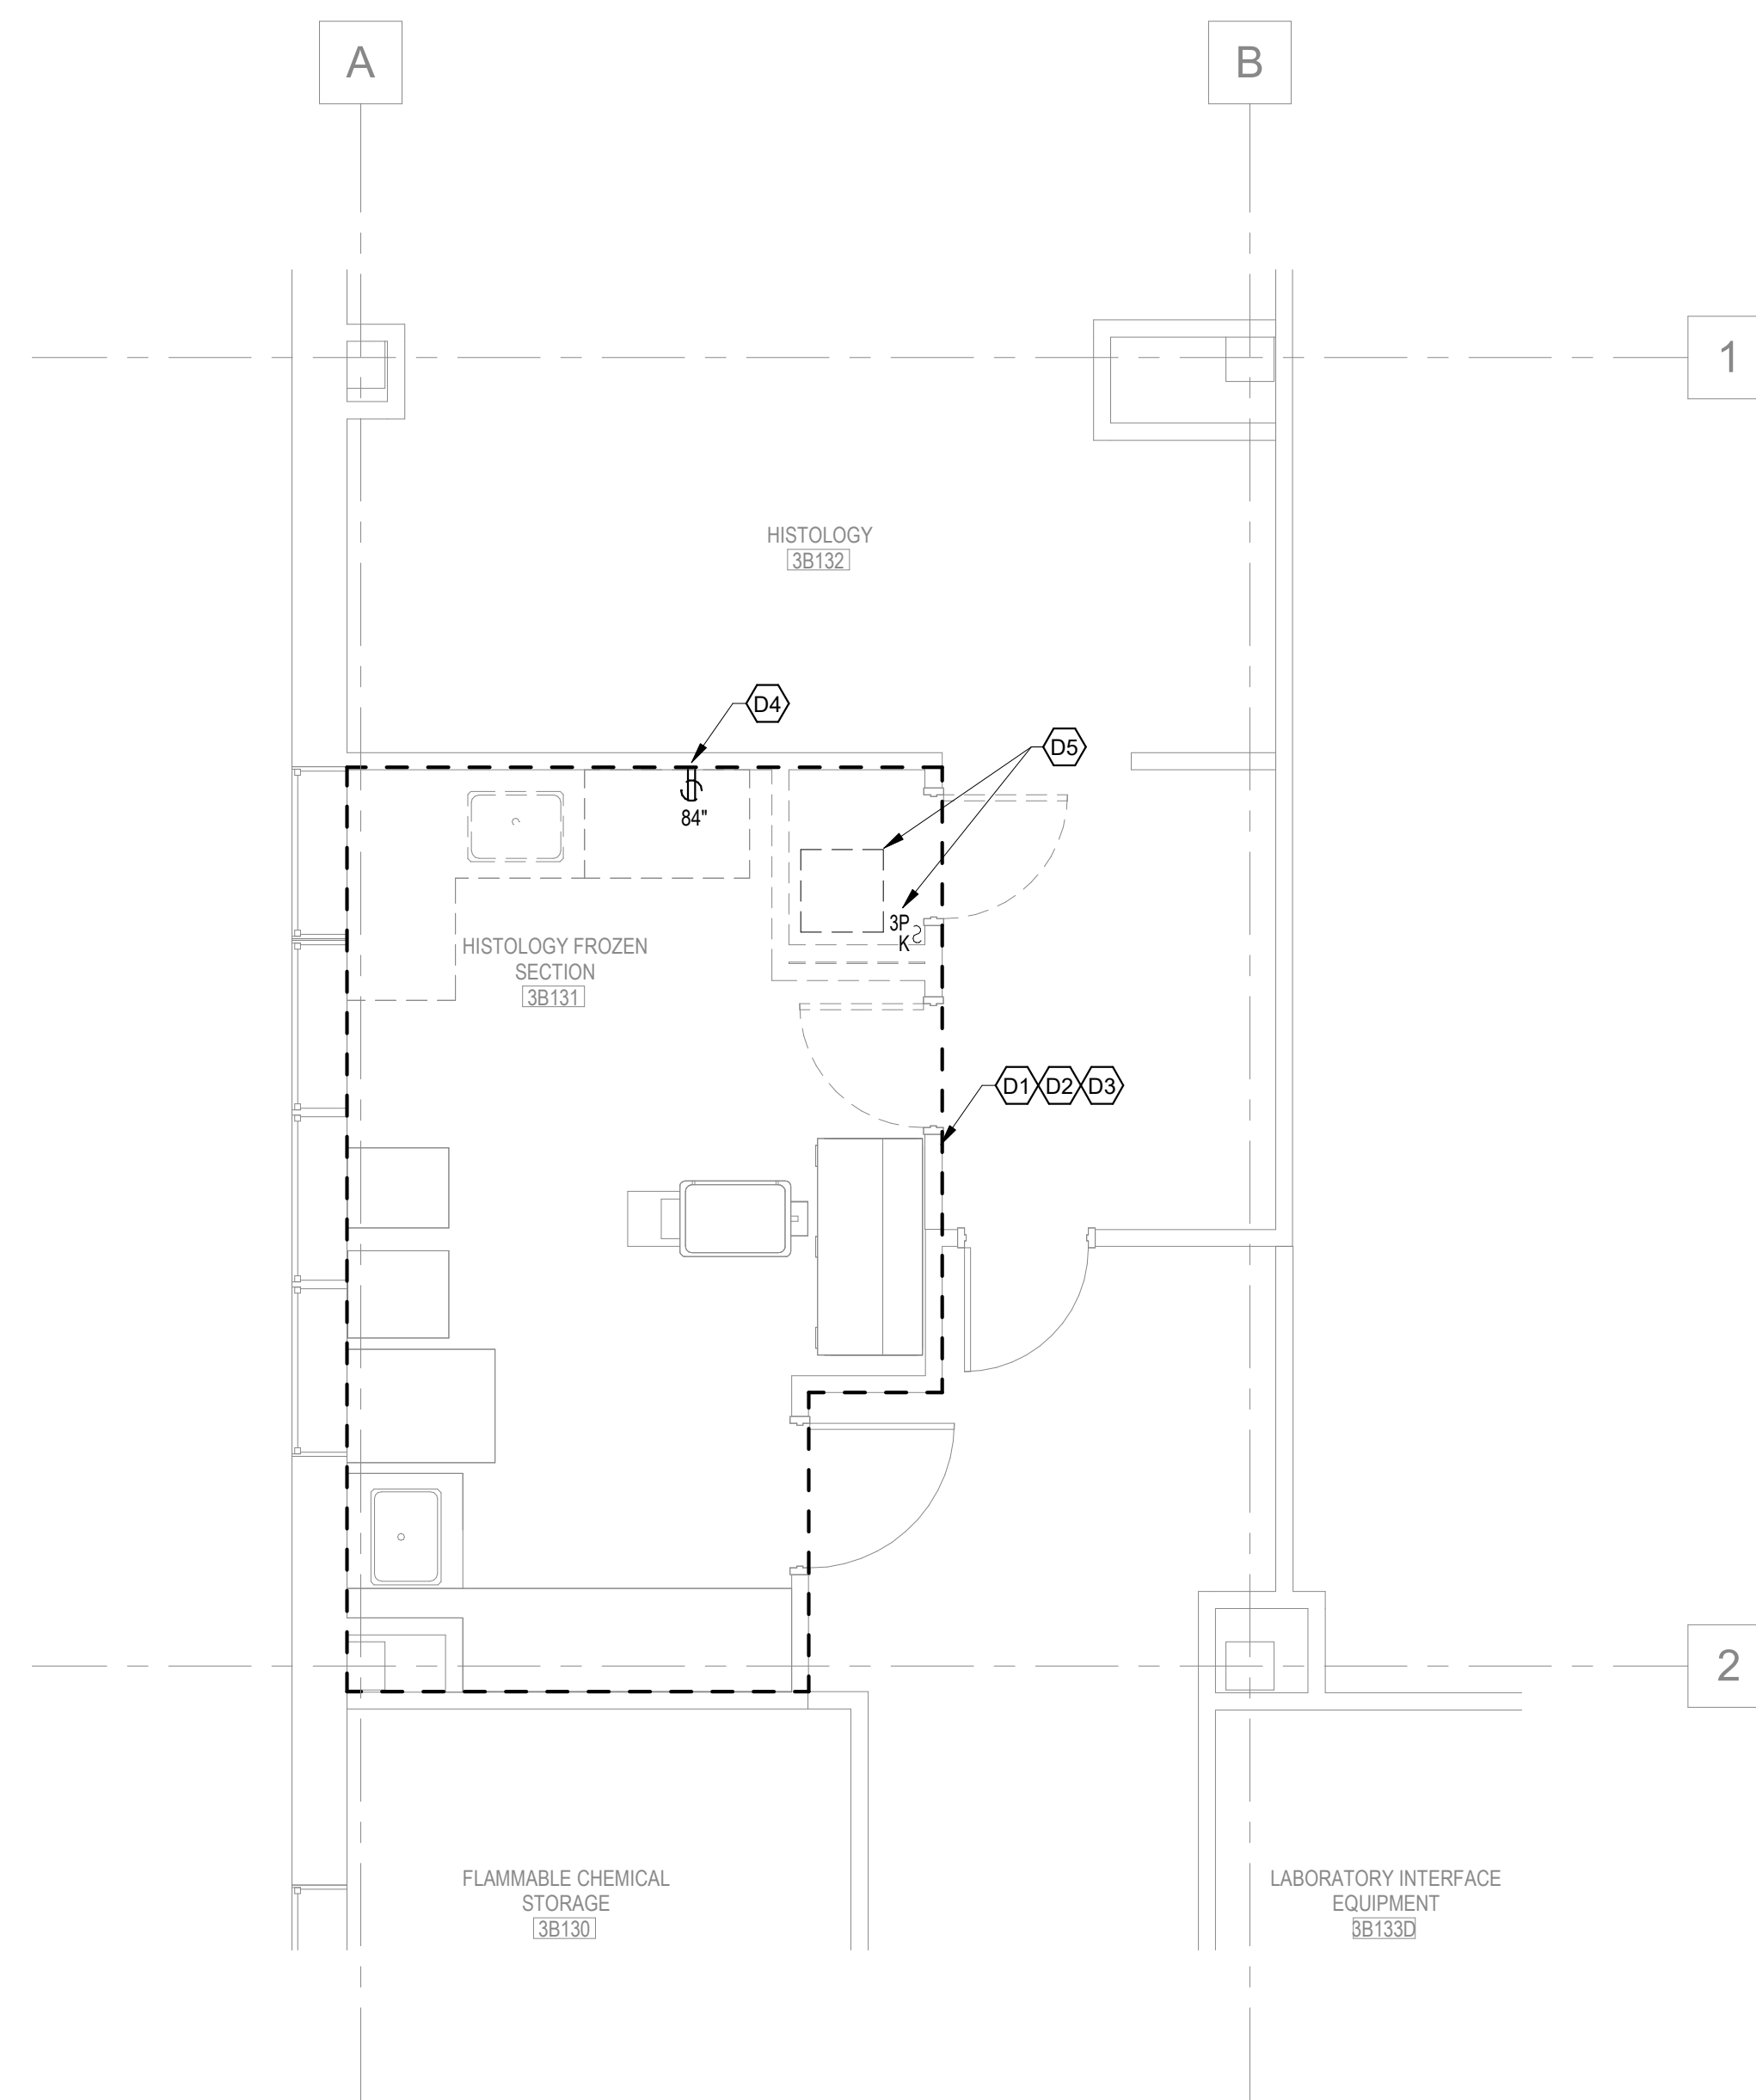 A
B
1
HISTOLOGY
3B132
D4
D5
84"
3P
K
HISTOLOGY FROZEN
SECTION
3B131
D1 D2 D3
2
FLAMMABLE CHEMICAL
STORAGE
3B130
LABORATORY INTERFACE
EQUIPMENT
3B133D